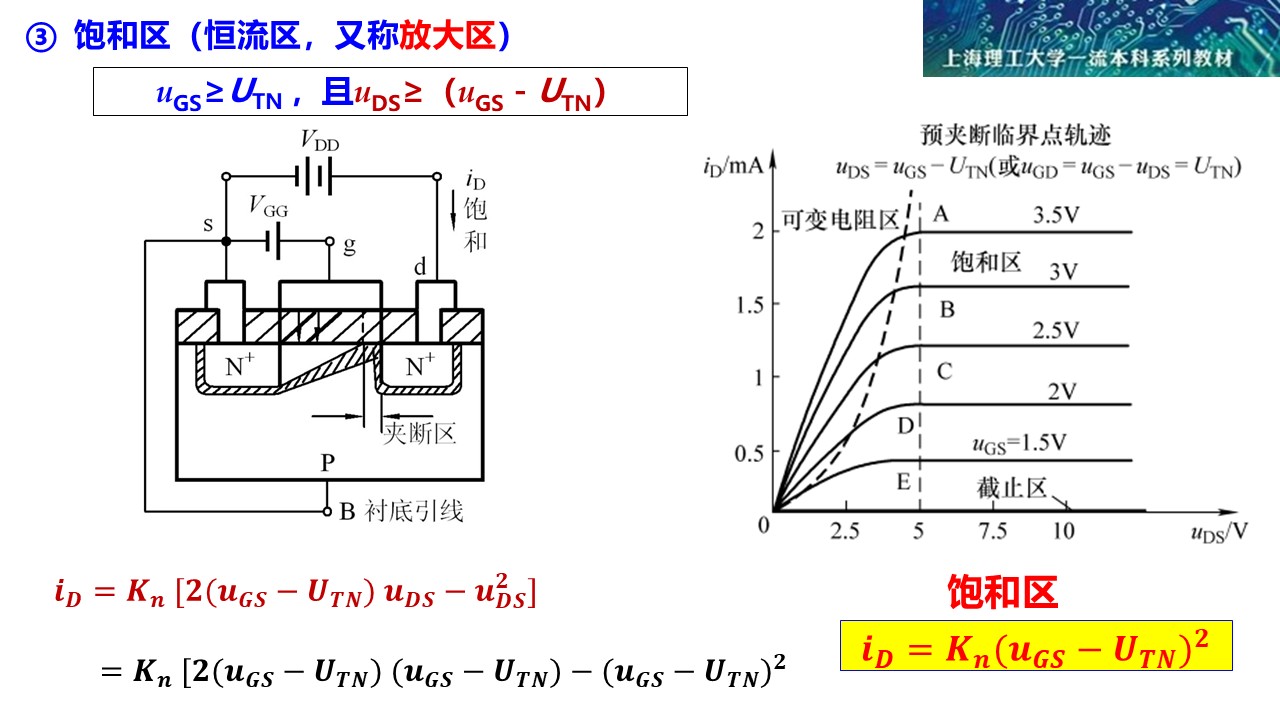 ③ 饱和区（恒流区，又称放大区）
上海理工大学一流本科系列教材
uGS≥UTN ，且uDS≥（uGS - UTN）
VDD
iD
饱
和
VGG
s
g
d
N+
N+
夹断区
P
B 衬底引线
预夹断临界点轨迹
iD/mA
uDS = uGS − UTN(或uGD = uGS − uDS = UTN)
可变电阻区
A
3.5V
2
饱和区
3V
1.5
B
2.5V
1
C
2V
D
uGS=1.5V
0.5
E
截止区
0
2.5
5
7.5
10
uDS/V
iD = Kn [2(uGS − UTN) uDS − u²DS]
= Kn [2(uGS − UTN) (uGS − UTN) − (uGS − UTN)²
饱和区
iD = Kn(uGS − UTN)²